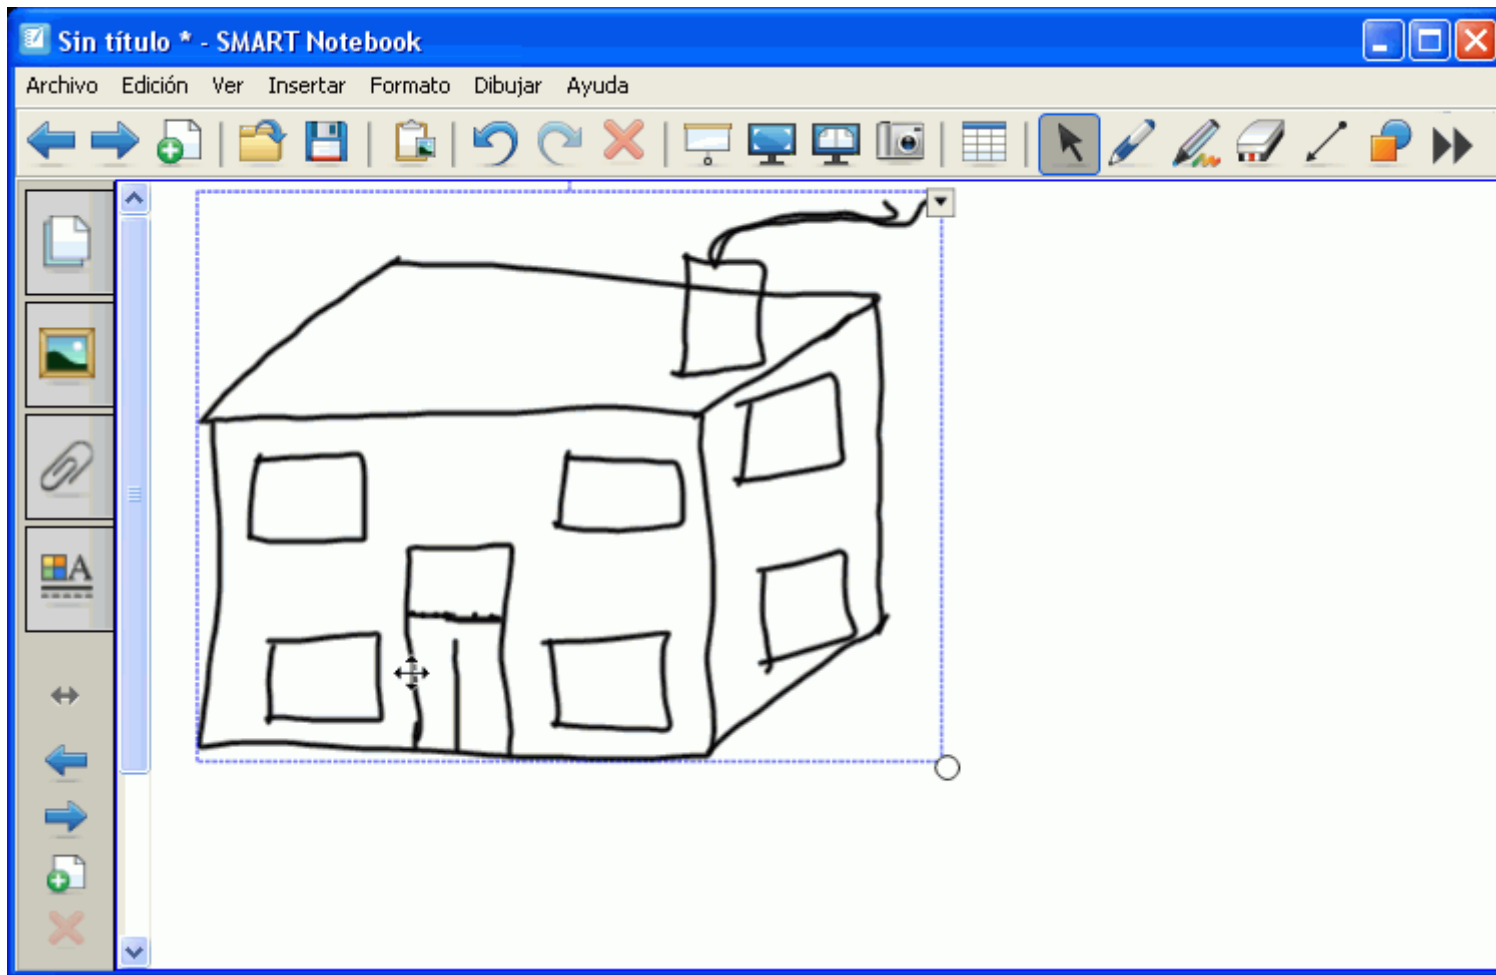 Sin título * - SMART Notebook
Archivo Edición Ver Insertar Formato Dibujar Ayuda
A